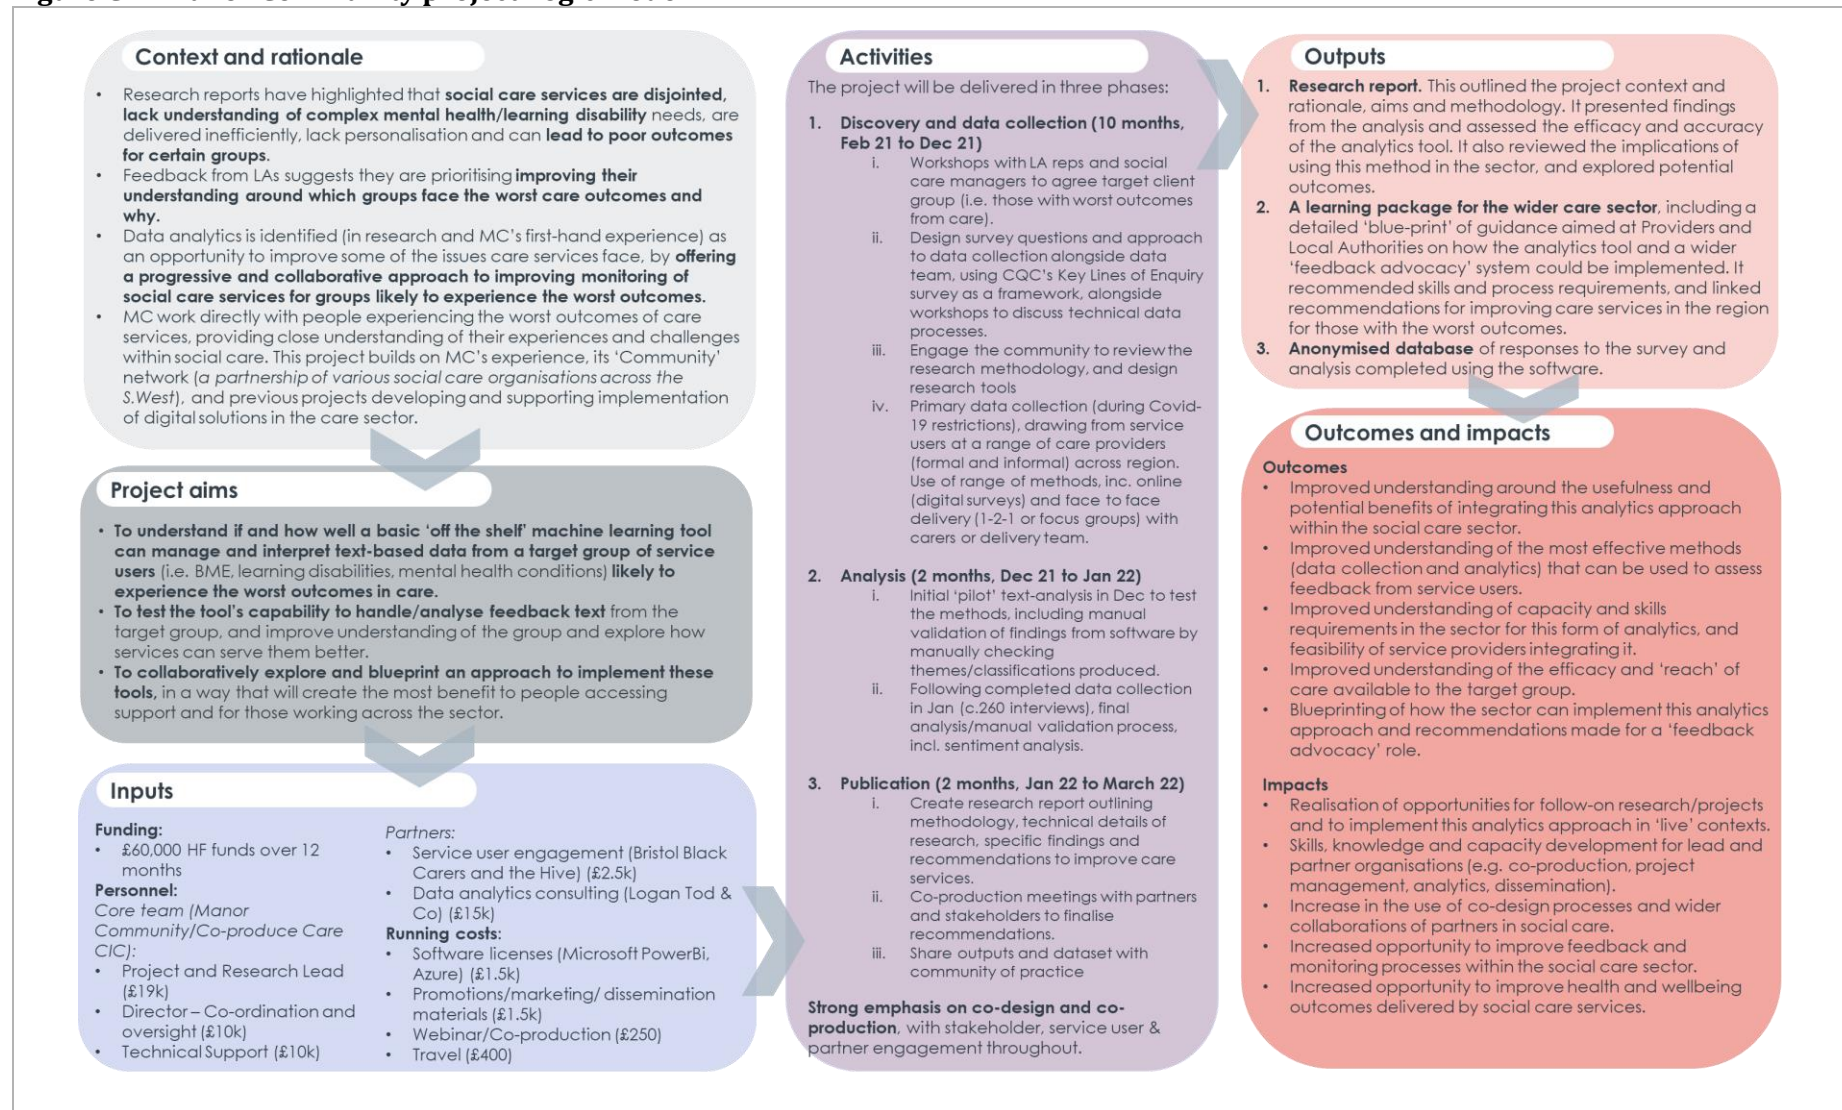 Context and rationale
• Research reports have highlighted that social care services are disjointed,
lack understanding of complex mental health/learning disability needs, are
delivered inefficiently, lack personalisation and can lead to poor outcomes
for certain groups.
• Feedback from LAs suggests they are prioritising improving their
understanding around which groups face the worst care outcomes and
why.
• Data analytics is identified (in research and MC's first-hand experience) as
an opportunity to improve some of the issues care services face, by offering
a progressive and collaborative approach to improving monitoring of
social care services for groups likely to experience the worst outcomes.
• MC work directly with people experiencing the worst outcomes of care
services, providing close understanding of their experiences and challenges
within social care. This project builds on MC's experience, its 'Community'
network (a partnership of various social care organisations across the
S.West), and previous projects developing and supporting implementation
of digital solutions in the care sector.
Project aims
• To understand if and how well a basic 'off the shelf' machine learning tool
can manage and interpret text-based data from a target group of service
users (i.e. BME, learning disabilities, mental health conditions) likely to
experience the worst outcomes in care.
• To test the tool's capability to handle/analyse feedback text from the
target group, and improve understanding of the group and explore how
services can serve them better.
• To collaboratively explore and blueprint an approach to implement these
tools, in a way that will create the most benefit to people accessing
support and for those working across the sector.
Inputs
Funding:
• £60,000 HF funds over 12
months
Personnel:
Core team (Manor
Community/Co-produce Care
CIC):
• Project and Research Lead
(£19k)
• Director – Co-ordination and
oversight (£10k)
• Technical Support (£10k)
Partners:
• Service user engagement (Bristol Black
Carers and the Hive) (£2.5k)
• Data analytics consulting (Logan Tod &
Co) (£15k)
Running costs:
• Software licenses (Microsoft PowerBi,
Azure) (£1.5k)
• Promotions/marketing/ dissemination
materials (£1.5k)
• Webinar/Co-production (£250)
• Travel (£400)
Activities
The project will be delivered in three phases:
1. Discovery and data collection (10 months,
Feb 21 to Dec 21)
i. Workshops with LA reps and social
care managers to agree target client
group (i.e. those with worst outcomes
from care).
ii. Design survey questions and approach
to data collection alongside data
team, using CQC's Key Lines of Enquiry
survey as a framework, alongside
workshops to discuss technical data
processes.
iii. Engage the community to review the
research methodology, and design
research tools
iv. Primary data collection (during Covid-
19 restrictions), drawing from service
users at a range of care providers
(formal and informal) across region.
Use of range of methods, inc. online
(digital surveys) and face to face
delivery (1-2-1 or focus groups) with
carers or delivery team.
2. Analysis (2 months, Dec 21 to Jan 22)
i. Initial 'pilot' text-analysis in Dec to test
the methods, including manual
validation of findings from software by
manually checking
themes/classifications produced.
ii. Following completed data collection
in Jan (c.260 interviews), final
analysis/manual validation process,
incl. sentiment analysis.
3. Publication (2 months, Jan 22 to March 22)
i. Create research report outlining
methodology, technical details of
research, specific findings and
recommendations to improve care
services.
ii. Co-production meetings with partners
and stakeholders to finalise
recommendations.
iii. Share outputs and dataset with
community of practice
Strong emphasis on co-design and co-
production, with stakeholder, service user &
partner engagement throughout.
Outputs
1. Research report. This outlined the project context and
rationale, aims and methodology. It presented findings
from the analysis and assessed the efficacy and accuracy
of the analytics tool. It also reviewed the implications of
using this method in the sector, and explored potential
outcomes.
2. A learning package for the wider care sector, including a
detailed 'blue-print' of guidance aimed at Providers and
Local Authorities on how the analytics tool and a wider
'feedback advocacy' system could be implemented. It
recommended skills and process requirements, and linked
recommendations for improving care services in the region
for those with the worst outcomes.
3. Anonymised database of responses to the survey and
analysis completed using the software.
Outcomes and impacts
Outcomes
• Improved understanding around the usefulness and
potential benefits of integrating this analytics approach
within the social care sector.
• Improved understanding of the most effective methods
(data collection and analytics) that can be used to assess
feedback from service users.
• Improved understanding of capacity and skills
requirements in the sector for this form of analytics, and
feasibility of service providers integrating it.
• Improved understanding of the efficacy and 'reach' of
care available to the target group.
• Blueprinting of how the sector can implement this analytics
approach and recommendations made for a 'feedback
advocacy' role.
Impacts
• Realisation of opportunities for follow-on research/projects
and to implement this analytics approach in 'live' contexts.
• Skills, knowledge and capacity development for lead and
partner organisations (e.g. co-production, project
management, analytics, dissemination).
• Increase in the use of co-design processes and wider
collaborations of partners in social care.
• Increased opportunity to improve feedback and
monitoring processes within the social care sector.
• Increased opportunity to improve health and wellbeing
outcomes delivered by social care services.